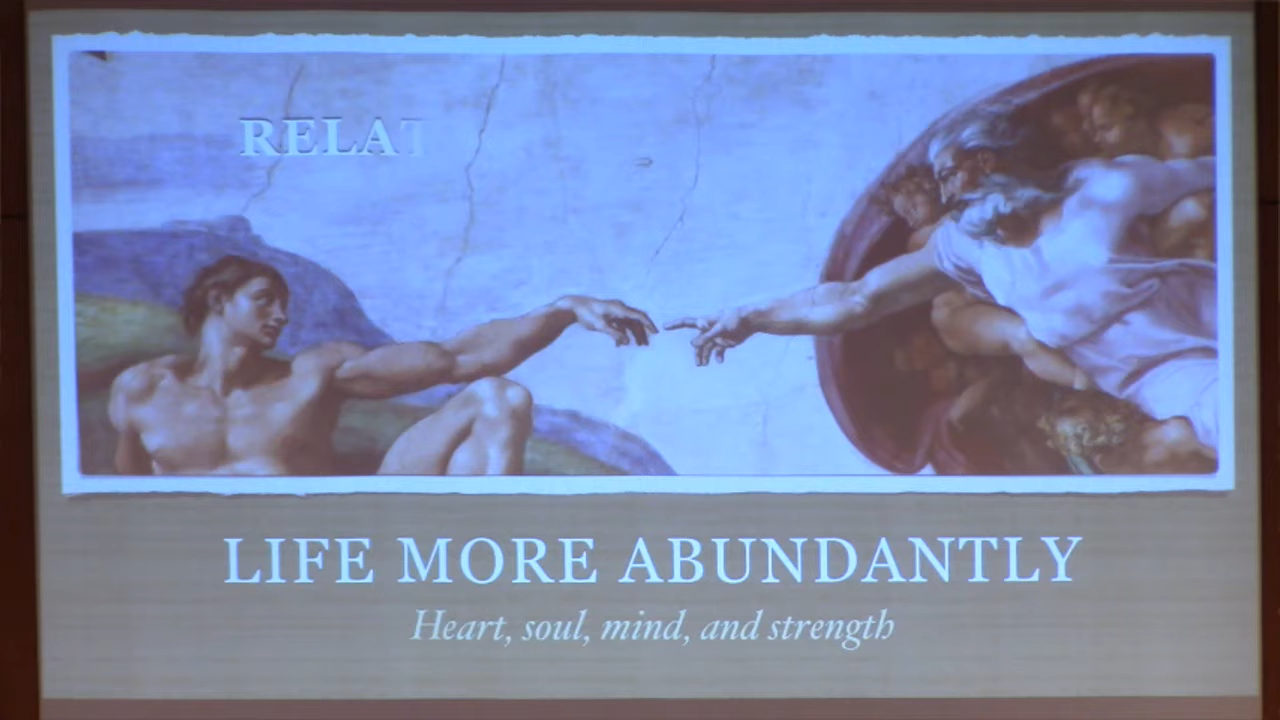 RELAT
LIFE MORE ABUNDANTLY
Heart, soul, mind, and strength